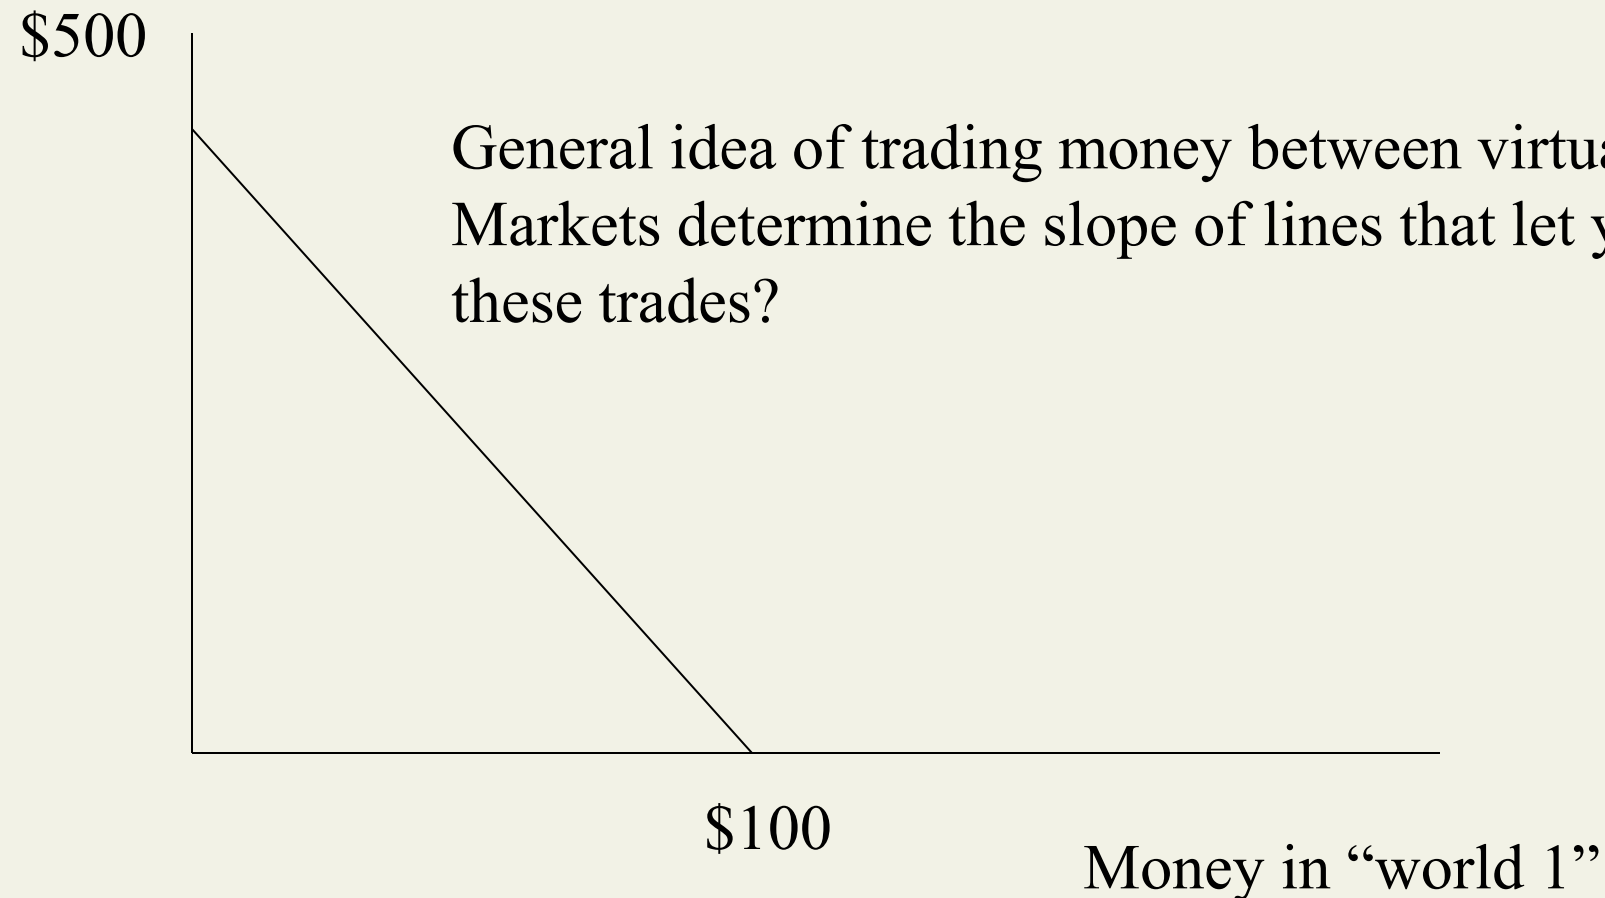 $500
General idea of trading money between
Markets determine the slope of lines that let
these trades?
$100
Money in “world 1”